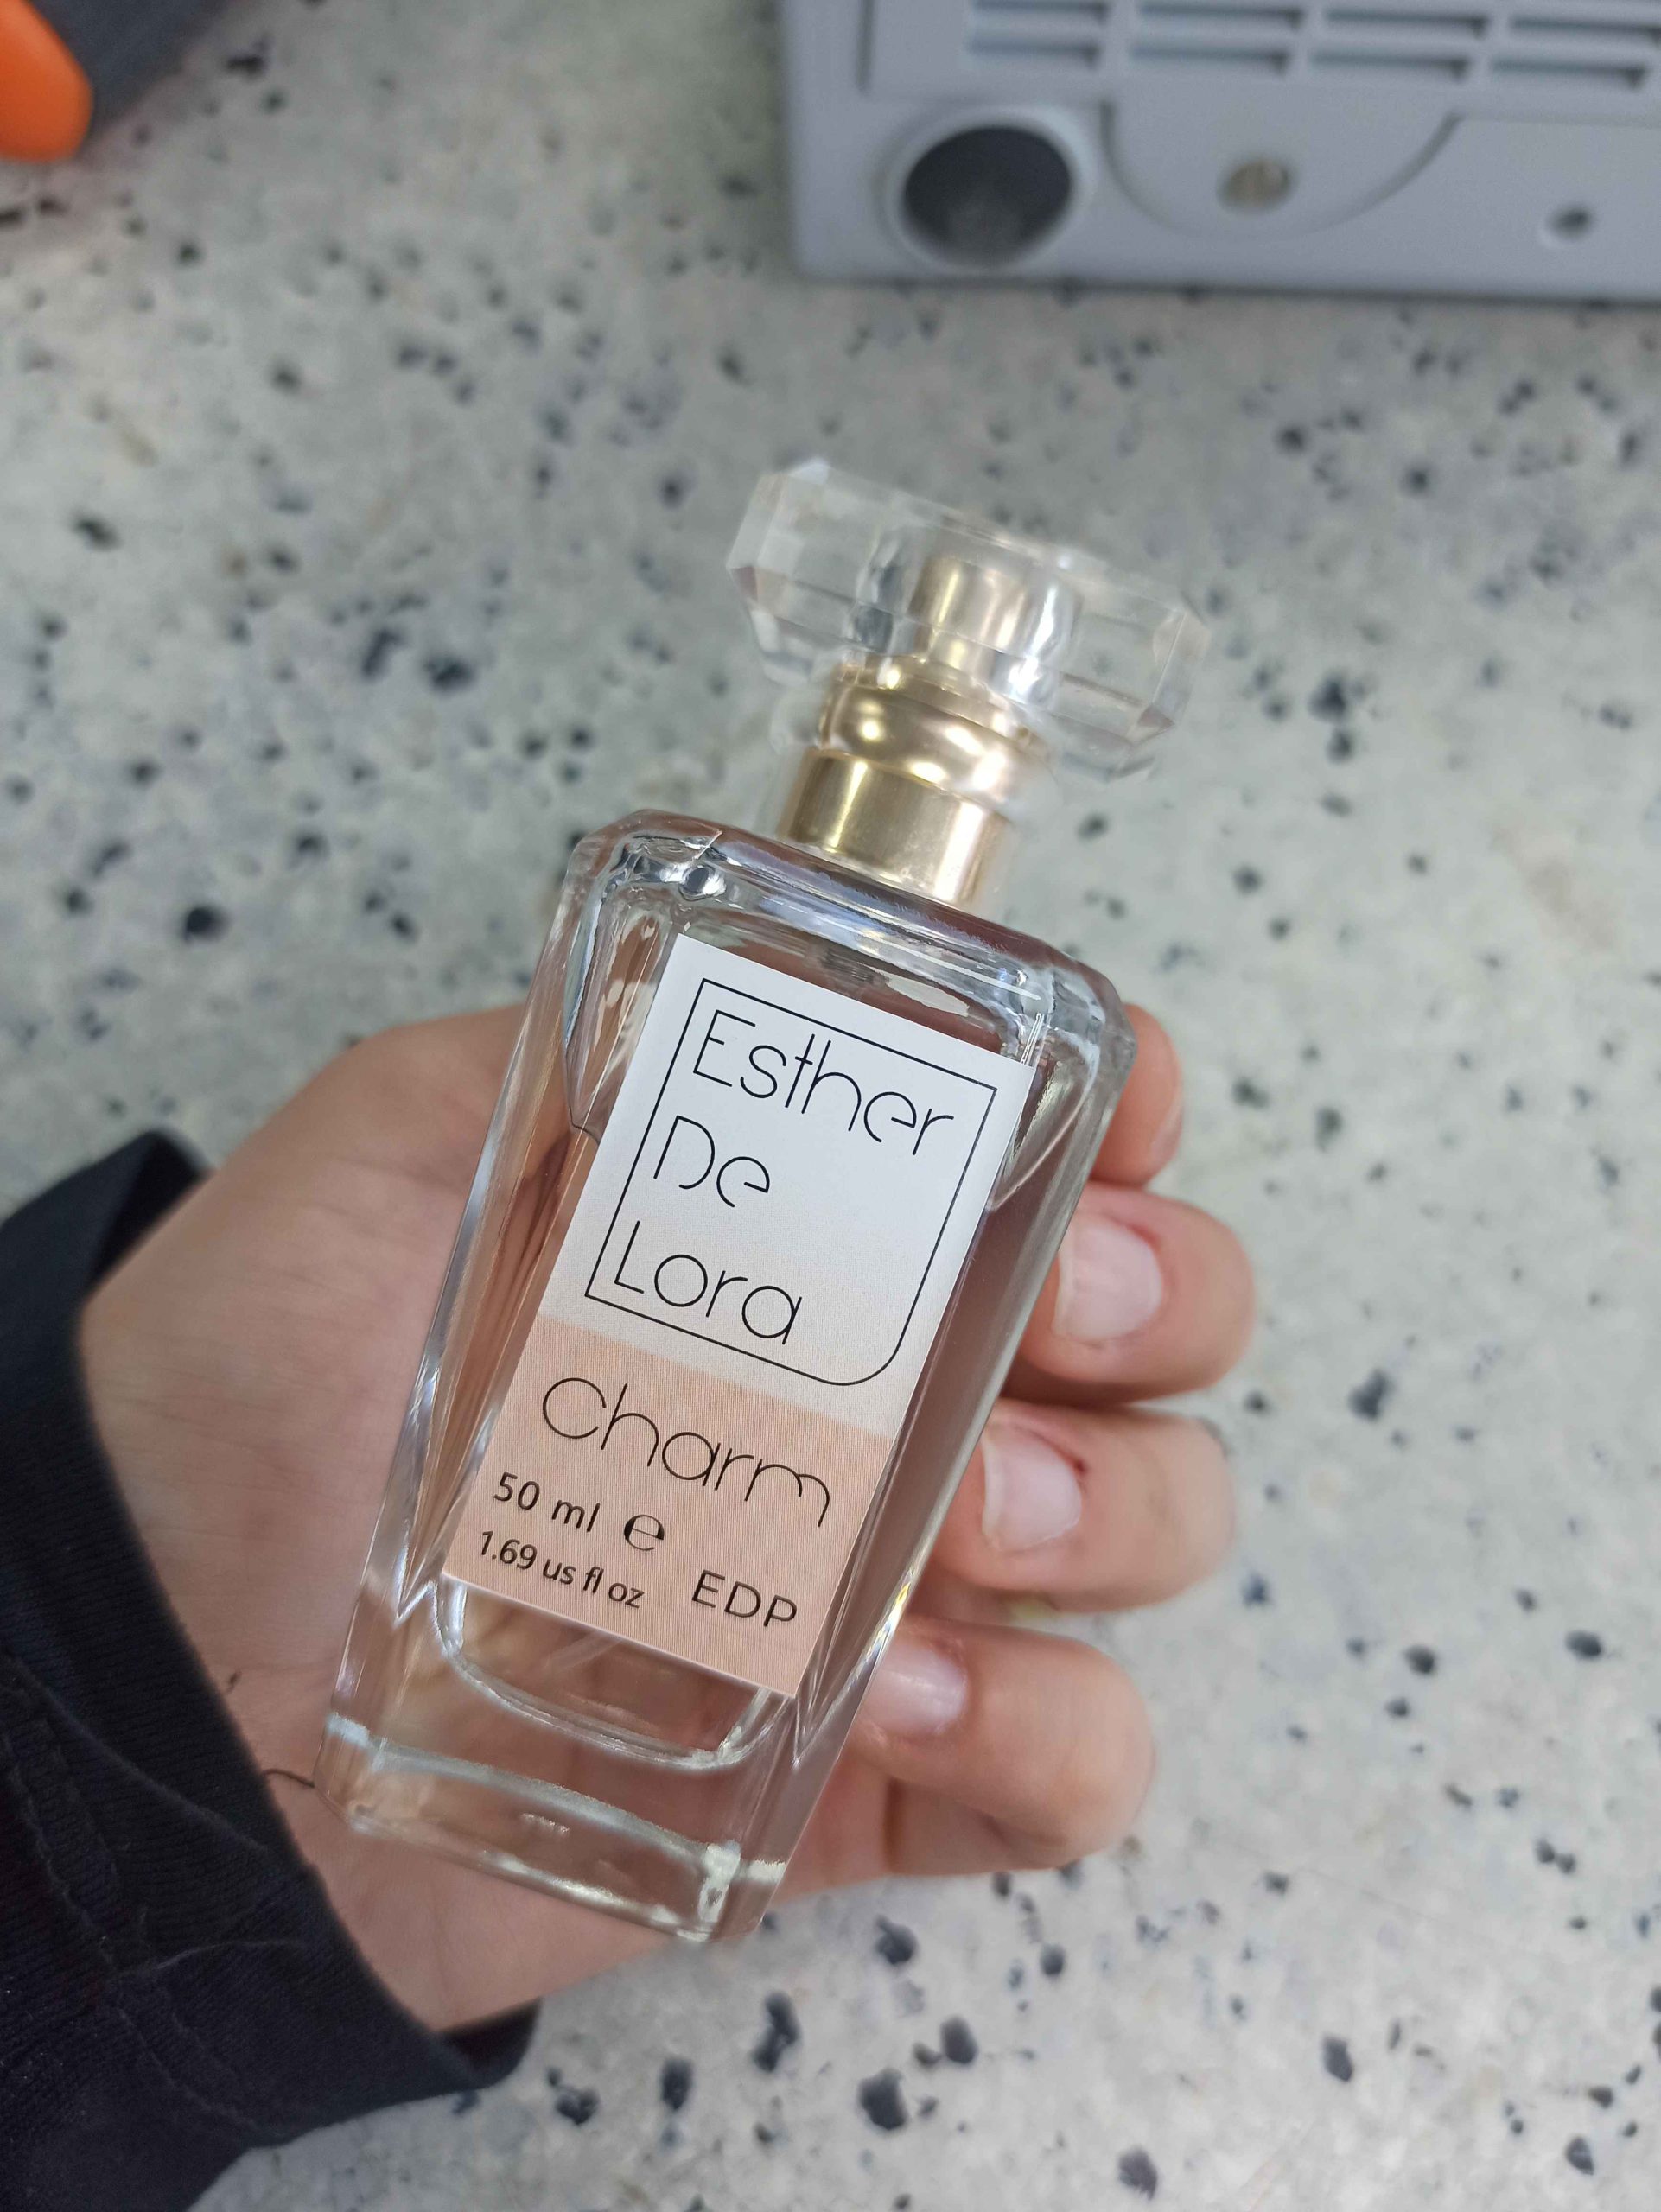 Esther
De
Lora
Charm
50 ml ℮
1.69 us fl oz
EDP